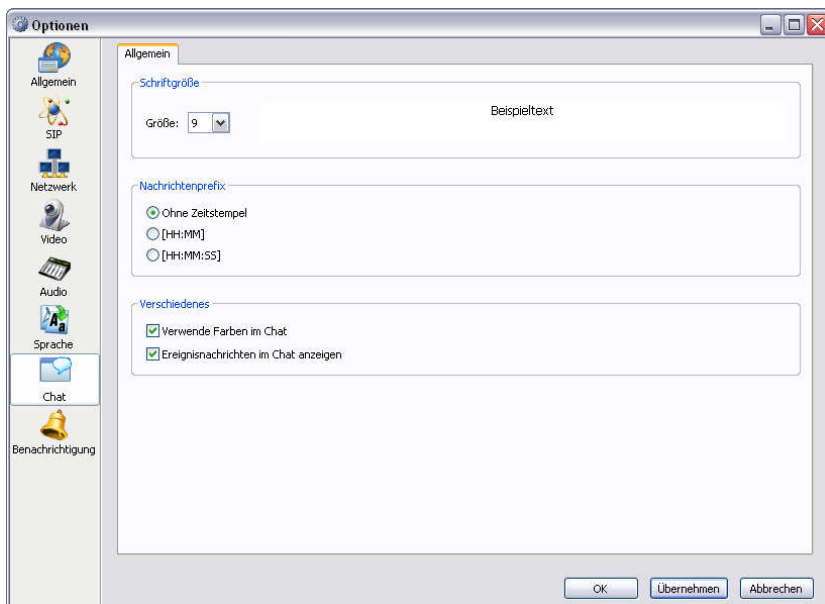 Optionen
Allgemein
SIP
Netzwerk
Video
Audio
Sprache
Chat
Benachrichtigung
Allgemein
Schriftgröße
Größe: 9
Beispieltext
Nachrichtenprefix
Ohne Zeitstempel
[HH:MM]
[HH:MM:SS]
Verschiedenes
Verwende Farben im Chat
Ereignisnachrichten im Chat anzeigen
OK Übernehmen Abbrechen